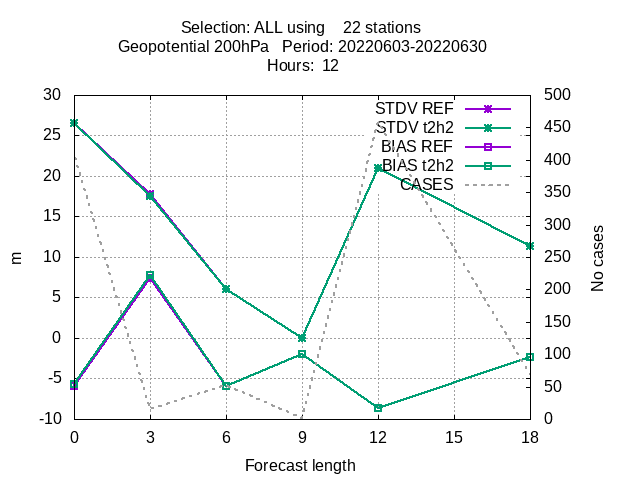 Selection: ALL using    22 stations
Geopotential 200hPa   Period: 20220603-20220630
Hours:  12
30
25
20
15
10
5
0
-5
-10
500
450
400
350
300
250
200
150
100
50
0
STDV REF
STDV t2h2
BIAS REF
BIAS t2h2
CASES
m
No cases
0 3 6 9 12 15 18
Forecast length